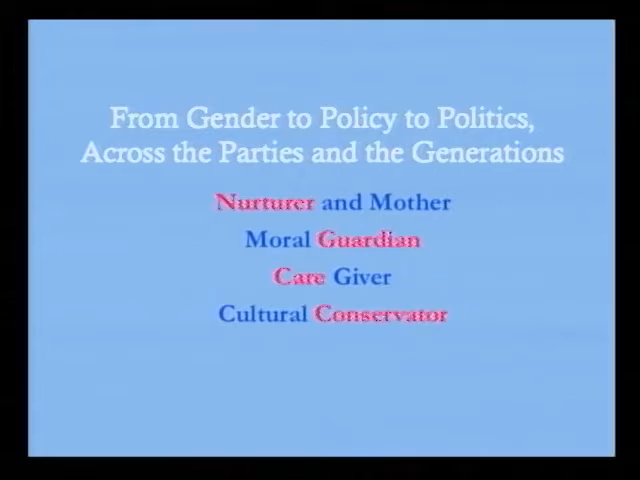 From Gender to Policy to Politics,
Across the Parties and the Generations
Nurturer and Mother
Moral Guardian
Care Giver
Cultural Conservator